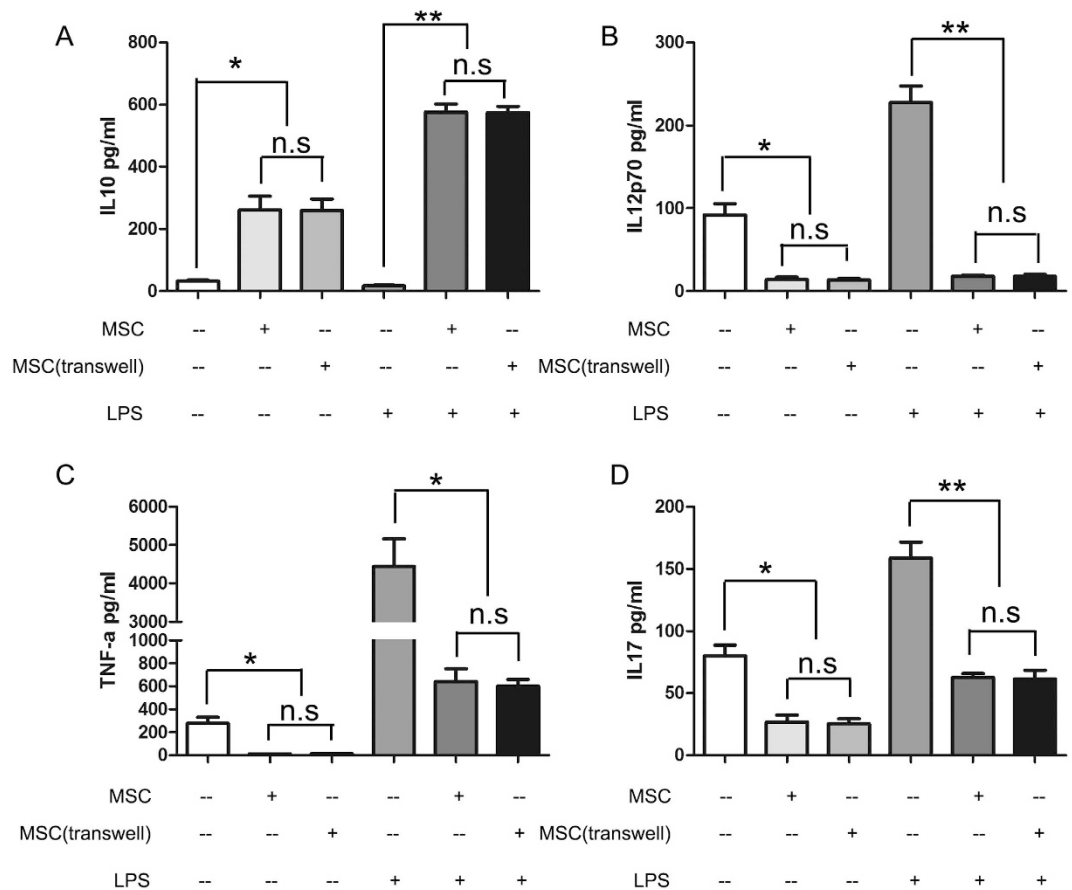 A
IL10 pg/ml
800
600
400
200
0
*
n.s
**
n.s
MSC -- + -- -- + --
MSC(transwell) -- -- + -- -- +
LPS -- -- -- + + +
B
IL12p70 pg/ml
300
200
100
0
*
n.s
**
n.s
MSC -- + -- -- + --
MSC(transwell) -- -- + -- -- +
LPS -- -- -- + + +
C
TNF-a pg/ml
6000
5000
4000
3000
1000
800
600
400
200
0
*
n.s
*
n.s
MSC -- + -- -- + --
MSC(transwell) -- -- + -- -- +
LPS -- -- -- + + +
D
IL17 pg/ml
200
150
100
50
0
*
n.s
**
n.s
MSC -- + -- -- + --
MSC(transwell) -- -- + -- -- +
LPS -- -- -- + + +